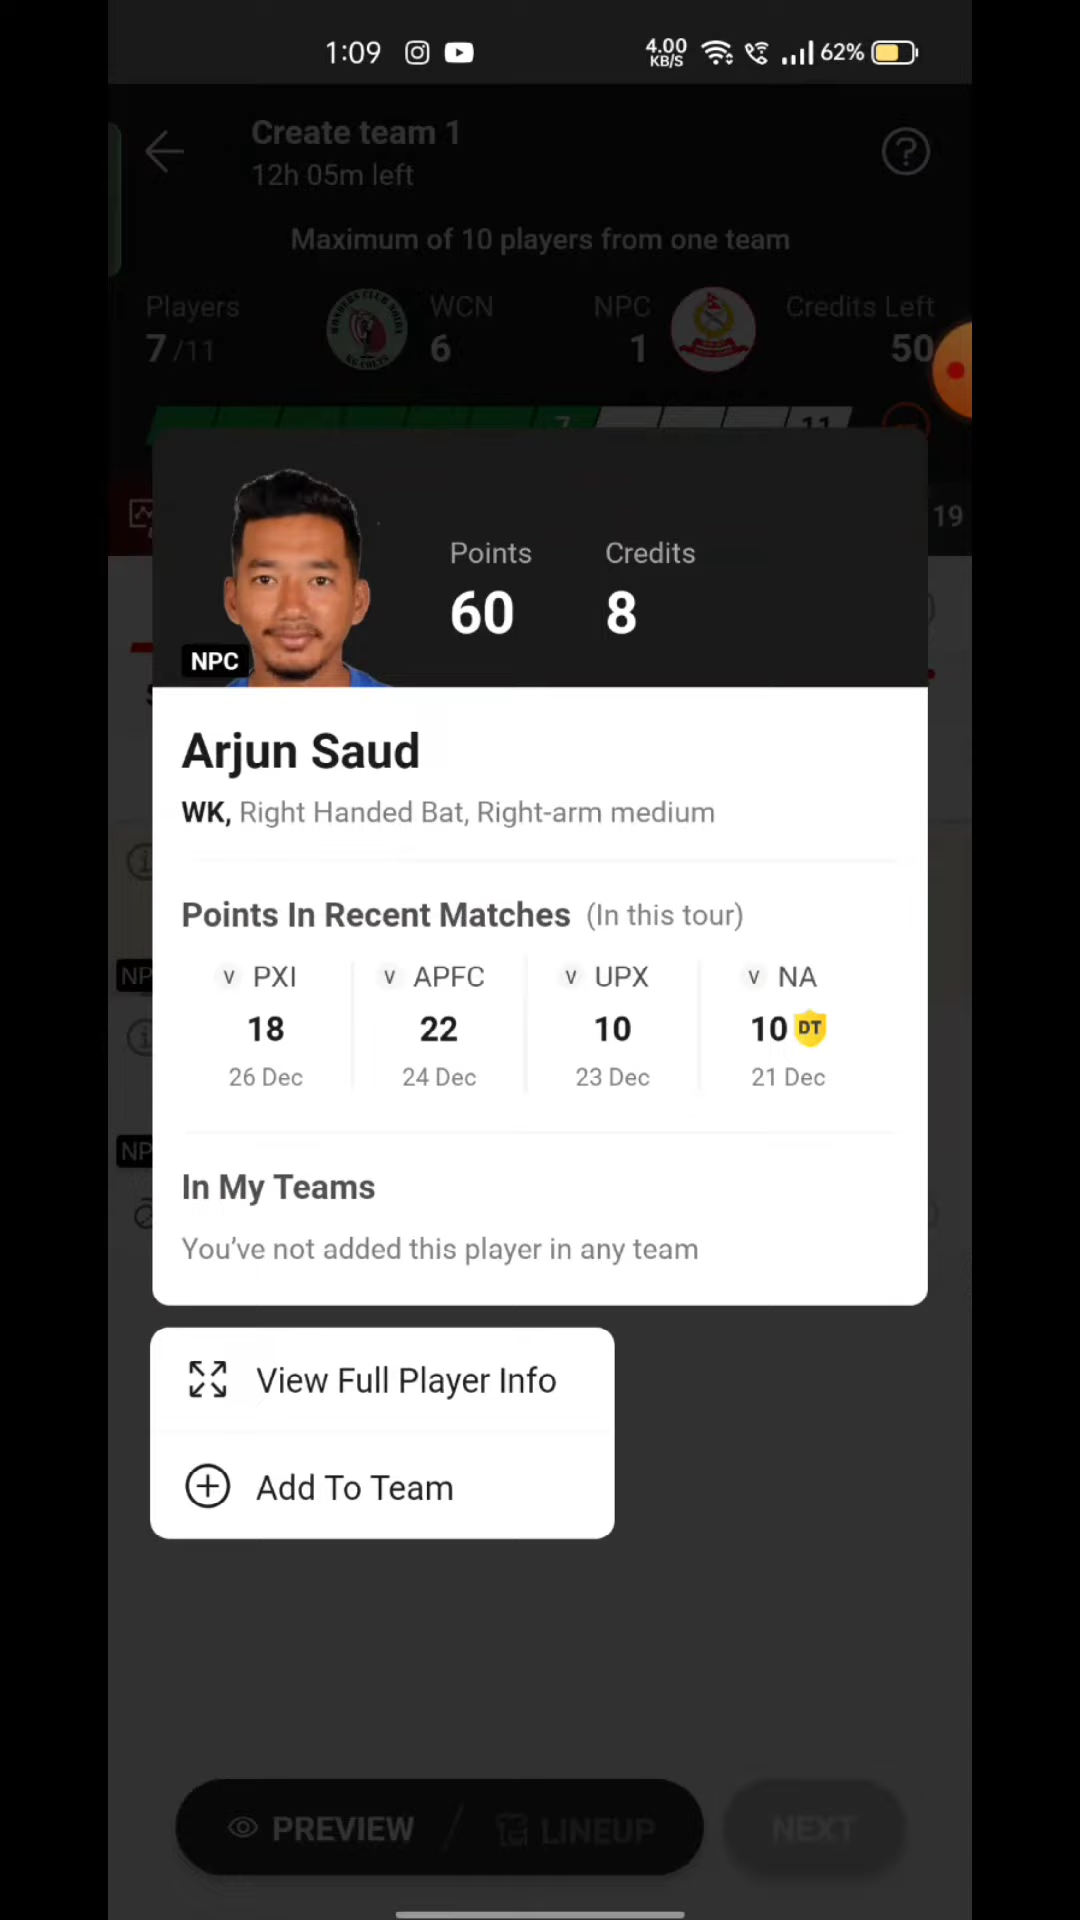 1:09 4.00 KB/S 62%
Create team 1
12h 05m left
Maximum of 10 players from one team
Players WCN NPC Credits Left
7/11 6 1 50
7 11
19
Points Credits
60 8
NPC
Arjun Saud
WK, Right Handed Bat, Right-arm medium
Points In Recent Matches (In this tour)
v PXI v APFC v UPX v NA
18 22 10 10 DT
26 Dec 24 Dec 23 Dec 21 Dec
NP
NP
In My Teams
You've not added this player in any team
View Full Player Info
Add To Team
PREVIEW / LINEUP NEXT